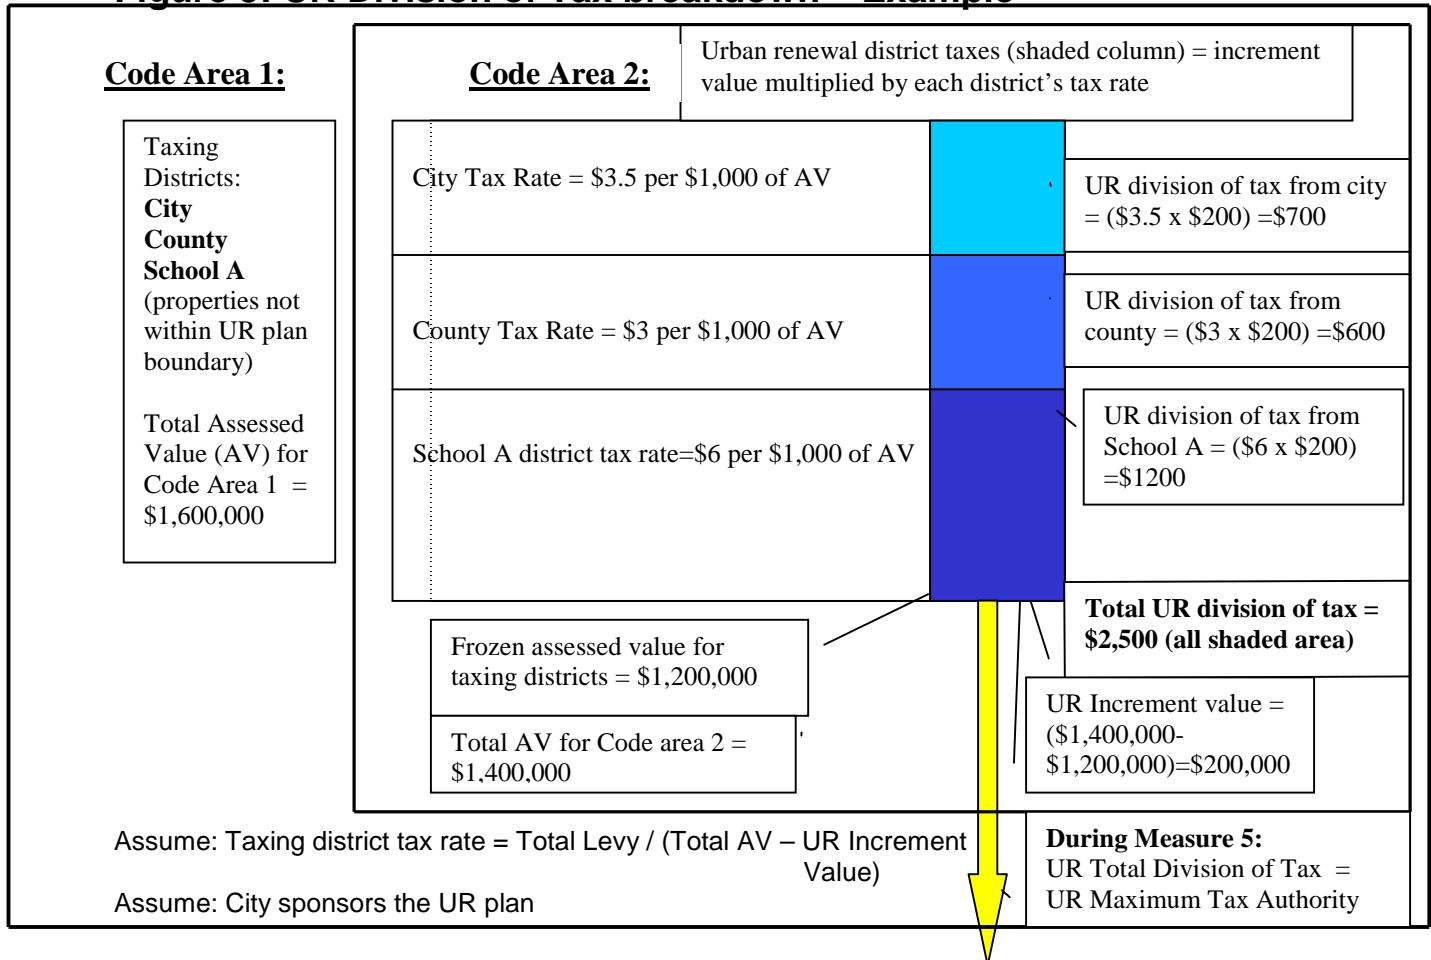 Figure 3: UR Division of Tax breakdown – Example
Code Area 1:
Taxing
Districts:
City
County
School A
(properties not
within UR plan
boundary)
Total Assessed
Value (AV) for
Code Area 1 =
$1,600,000
Code Area 2:
Urban renewal district taxes (shaded column) = increment
value multiplied by each district’s tax rate
City Tax Rate = $3.5 per $1,000 of AV
UR division of tax from city
= ($3.5 x $200) =$700
County Tax Rate = $3 per $1,000 of AV
UR division of tax from
county = ($3 x $200) =$600
School A district tax rate=$6 per $1,000 of AV
UR division of tax from
School A = ($6 x $200)
=$1200
Total UR division of tax =
$2,500 (all shaded area)
Frozen assessed value for
taxing districts = $1,200,000
Total AV for Code area 2 =
$1,400,000
UR Increment value =
($1,400,000-
$1,200,000)=$200,000
Assume: Taxing district tax rate = Total Levy / (Total AV – UR Increment
Value)
Assume: City sponsors the UR plan
During Measure 5:
UR Total Division of Tax =
UR Maximum Tax Authority